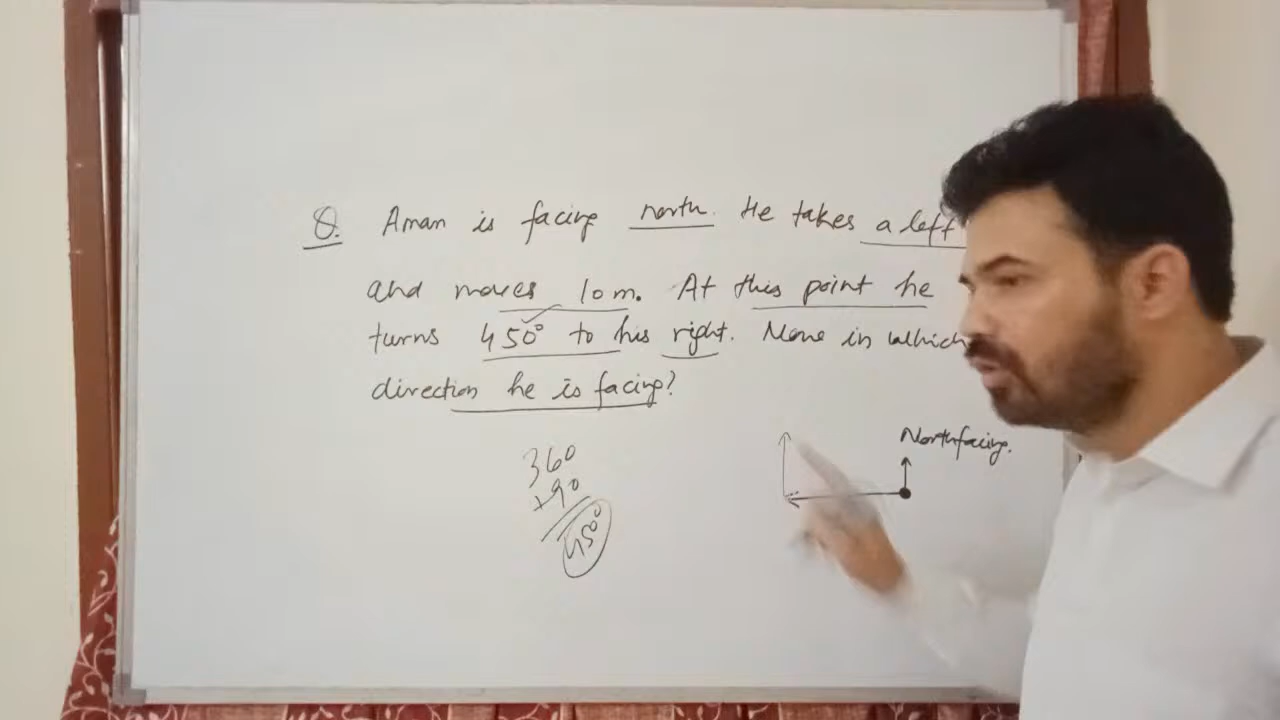 Q. Aman is facing north. He takes a left
and moves 10 m. At this point he
turns 450° to his right. Now in which
direction he is facing?
360
+90
450°
North facing.